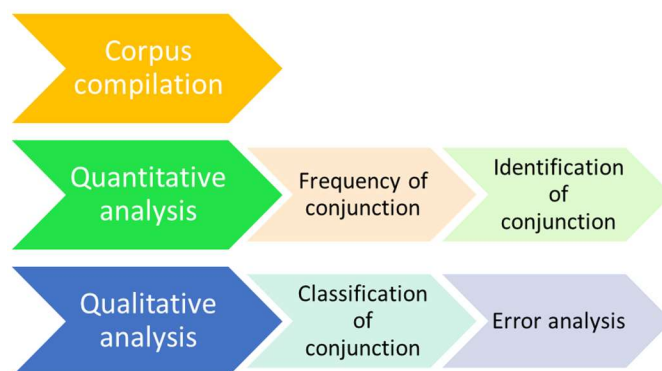 Corpus
compilation
Quantitative
analysis
Frequency of
conjunction
Identification
of
conjunction
Qualitative
analysis
Classification
of
conjunction
Error analysis